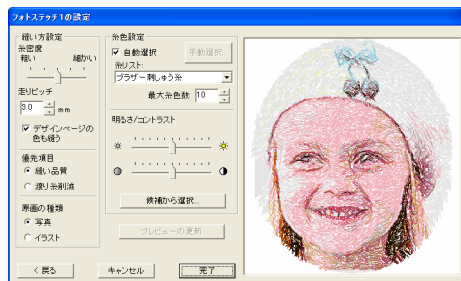 フォトステッチ1の設定
縫い方設定
糸密度
粗い 細かい
走りピッチ
3.0 mm
デザインページの
色も縫う
優先項目
縫い品質
渡り糸削減
原画の種類
写真
イラスト
糸色設定
自動選択 手動選択...
糸リスト:
ブラザー刺しゅう糸
最大糸色数: 10
明るさ/コントラスト
候補から選択...
プレビューの更新
< 戻る キャンセル 完了